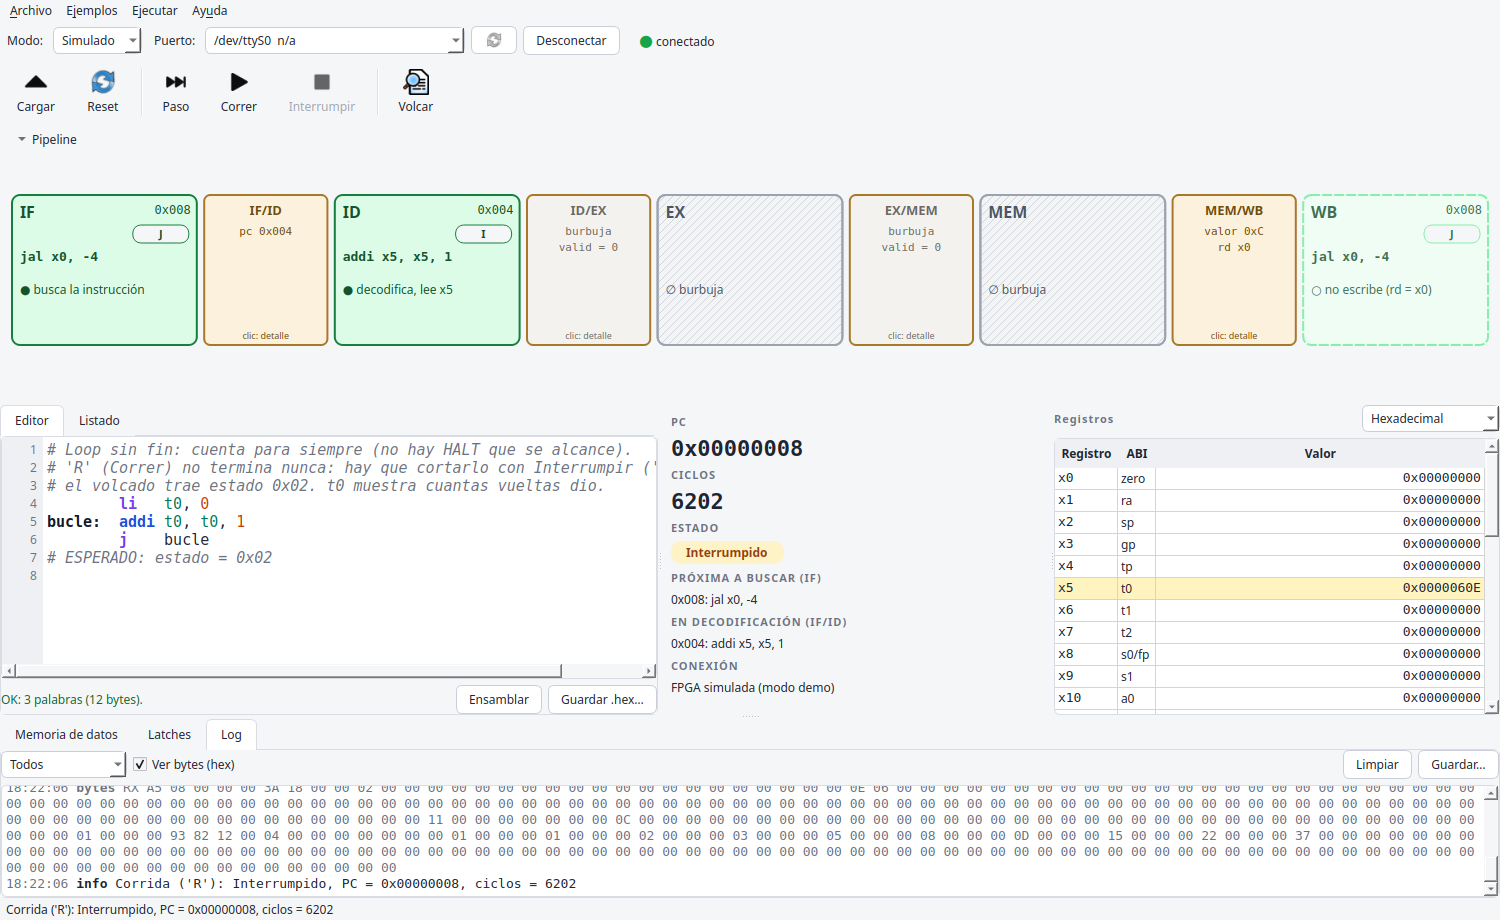 Archivo Ejemplos Ejecutar Ayuda
Modo: Simulado Puerto: /dev/ttyS0 n/a Desconectar conectado
Cargar Reset Paso Correr Interrumpir Volcar
Pipeline
IF 0x008
J
jal x0, -4
● busca la instrucción
IF/ID
pc 0x004
clic: detalle
ID 0x004
I
addi x5, x5, 1
● decodifica, lee x5
ID/EX
burbuja
valid = 0
clic: detalle
EX
∅ burbuja
EX/MEM
burbuja
valid = 0
clic: detalle
MEM
∅ burbuja
MEM/WB
valor 0xC
rd x0
clic: detalle
WB 0x008
J
jal x0, -4
○ no escribe (rd = x0)
Editor Listado
1 # Loop sin fin: cuenta para siempre (no hay HALT que se alcance).
2 # 'R' (Correr) no termina nunca: hay que cortarlo con Interrumpir ('
3 # el volcado trae estado 0x02. t0 muestra cuantas vueltas dio.
4 li t0, 0
5 bucle: addi t0, t0, 1
6 j bucle
7 # ESPERADO: estado = 0x02
8
OK: 3 palabras (12 bytes). Ensamblar Guardar .hex...
PC
0x00000008
CICLOS
6202
ESTADO
Interrumpido
PRÓXIMA A BUSCAR (IF)
0x008: jal x0, -4
EN DECODIFICACIÓN (IF/ID)
0x004: addi x5, x5, 1
CONEXIÓN
FPGA simulada (modo demo)
Registros Hexadecimal
Registro ABI Valor
x0 zero 0x00000000
x1 ra 0x00000000
x2 sp 0x00000000
x3 gp 0x00000000
x4 tp 0x00000000
x5 t0 0x0000060E
x6 t1 0x00000000
x7 t2 0x00000000
x8 s0/fp 0x00000000
x9 s1 0x00000000
x10 a0 0x00000000
Memoria de datos Latches Log
Todos Ver bytes (hex) Limpiar Guardar...
18:22:06 bytes RX A5 08 00 00 00 3A 18 00 00 02 00 00 00 00 00 00 00 00 00 00 00 00 00 00 00 00 00 00 00 00 0E 06 00 00 00 00 00 00 00 00 00 00 00 00 00 00 00
00 00 00 00 00 00 00 00 00 00 00 00 00 00 00 00 00 00 00 00 00 00 00 00 00 00 00 00 00 00 00 00 00 00 00 00 00 00 00 00 00 00 00 00 00 00 00 00 00
00 00 00 00 00 00 00 00 00 00 00 00 00 00 11 00 00 00 00 00 0C 00 00 00 00 00 00 00 00 00 00 00 00 00 00 00 00 00 00 00 00 00 00 00 00 00 00 00 00
00 00 00 01 00 00 00 93 82 12 00 04 00 00 00 00 00 00 00 01 00 00 00 01 00 00 00 02 00 00 00 03 00 00 00 05 00 00 00 08 00 00 00 0D 00 00 00 15 00 00 00 22 00 00 00 37 00 00 00 00 00 00 00
00 00 00 00 00 00 00 00 00 00 00 00 00 00 00 00 00 00 00 00 00 00 00 00 00 00 00 00 00 00 00 00 00 00 00 00 00 00 00 00 00 00 00 00 00 00 00 00 00
00 00 00 00 00 00 00 00 00 00 00 00 00
18:22:06 info Corrida ('R'): Interrumpido, PC = 0x00000008, ciclos = 6202
Corrida ('R'): Interrumpido, PC = 0x00000008, ciclos = 6202